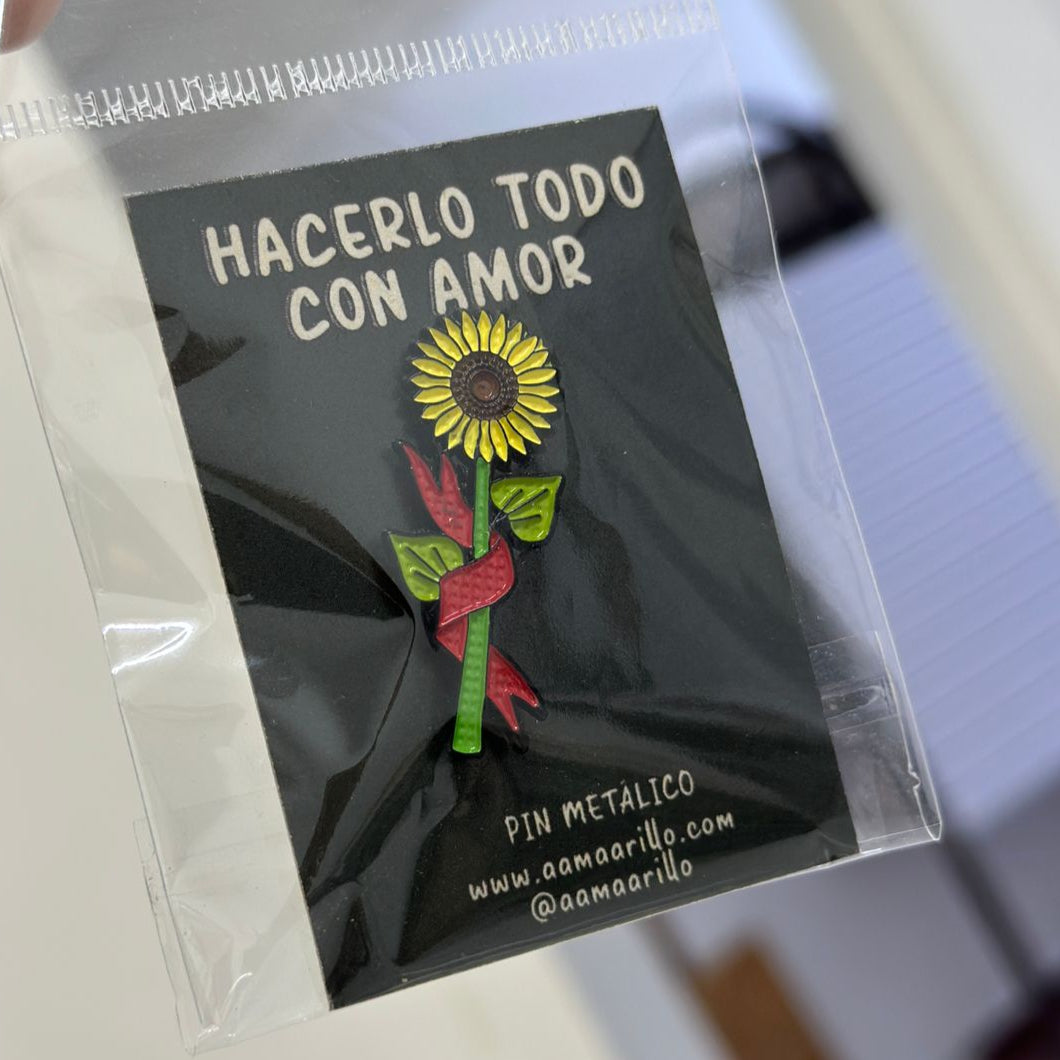 HACERLO TODO
CON AMOR
PIN METÁLICO
www.aamaarillo.com
@aamaarillo